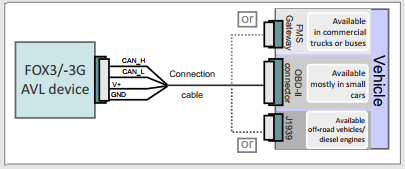 or
FOX3/-3G
AVL device
CAN_H
CAN_L
V+
GND
Connection
cable
FMS
Gateway
Available
in commercial
trucks or buses
OBD-II
connector
Available
mostly in small
cars
J1939
Available
off-road vehicles/
diesel engines
or
Vehicle